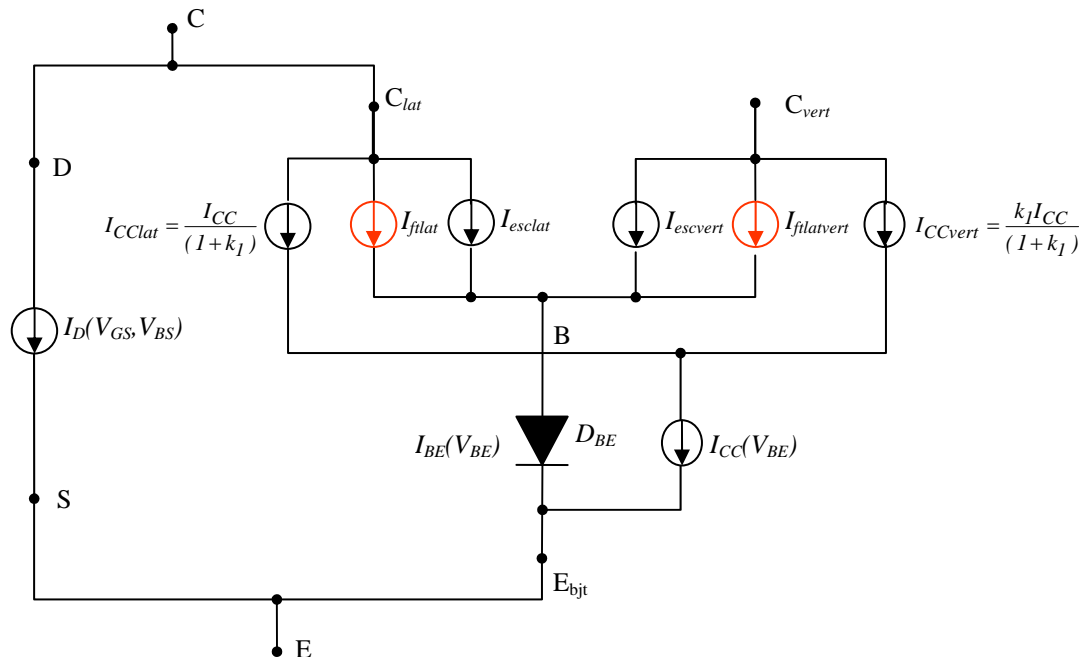 C
C_lat
C_vert
D
I_CClat = I_CC / (1 + k_1)
I_ftlat
I_esclat
I_escvert
I_ftlatvert
I_CCvert = k_1 I_CC / (1 + k_1)
I_D(V_GS, V_BS)
B
I_BE(V_BE)
D_BE
I_CC(V_BE)
S
E_bjt
E